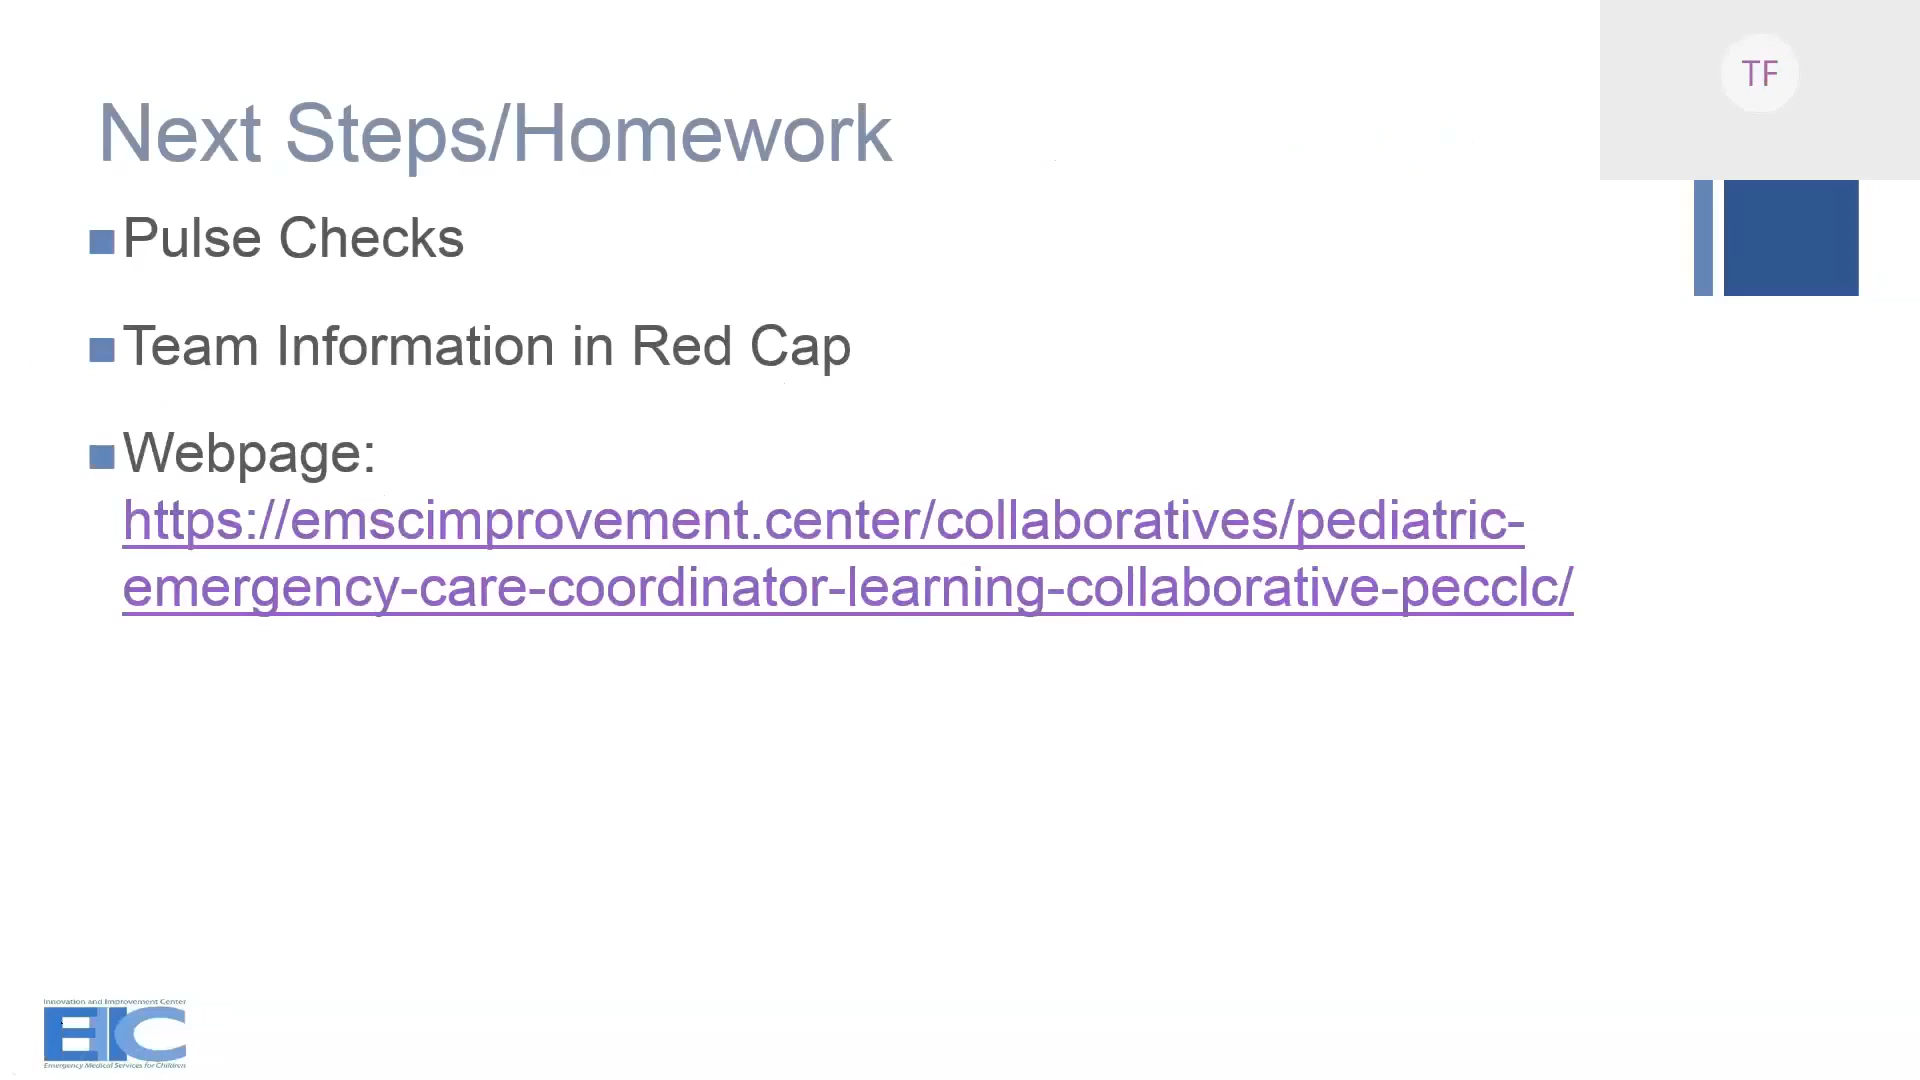 TF
Next Steps/Homework
Pulse Checks
Team Information in Red Cap
Webpage:
https://emscimprovement.center/collaboratives/pediatric-
emergency-care-coordinator-learning-collaborative-pecclc/
Innovation and Improvement Center
EIIC
Emergency Medical Services for Children